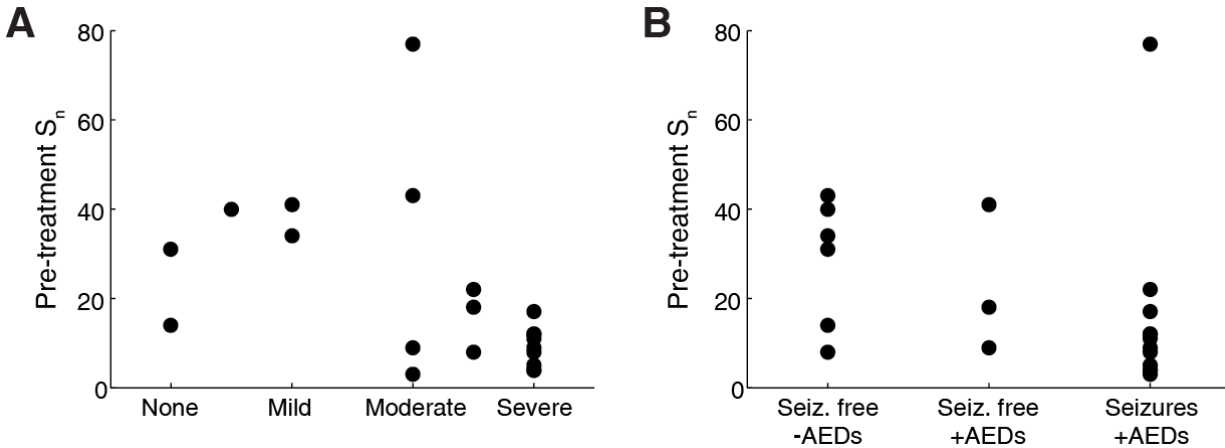 A
Pre-treatment Sn
80
60
40
20
0
None Mild Moderate Severe
B
Pre-treatment Sn
80
60
40
20
0
Seiz. free Seiz. free Seizures
-AEDs +AEDs +AEDs